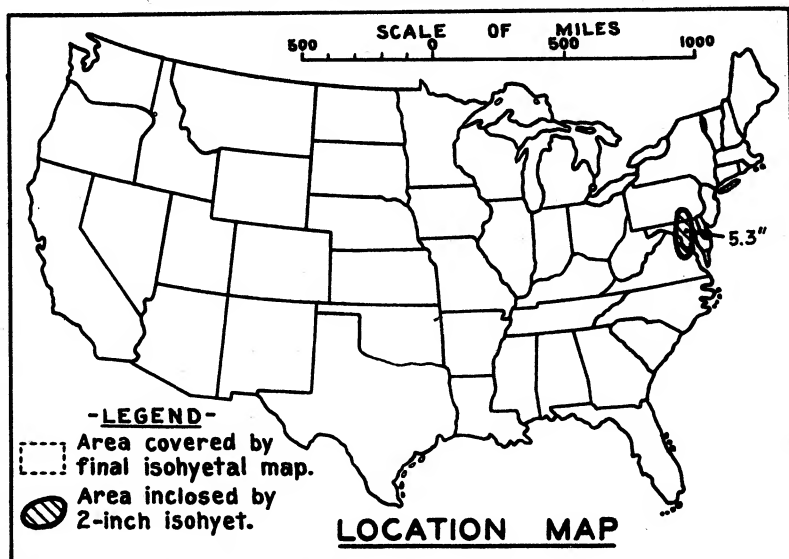 SCALE OF MILES
500 0 500 1000
5.3"
-LEGEND-
Area covered by
final isohyetal map.
Area inclosed by
2-inch isohyet.
LOCATION MAP